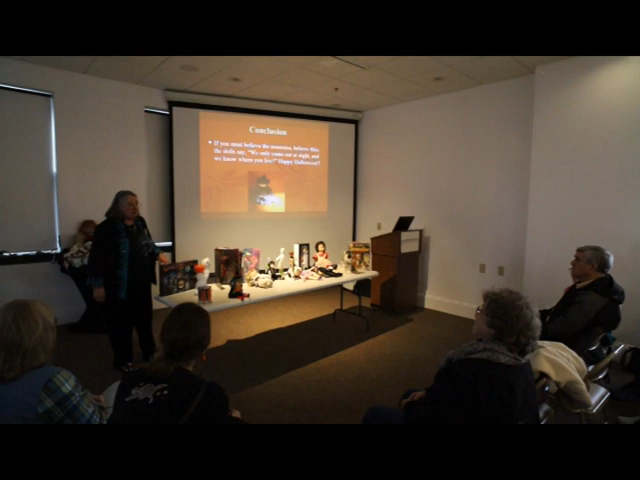 Conclusion
• If you must believe the nonsense, believe this;
the dolls say, "We only come out at night, and
we know where you live!" Happy Halloween!!